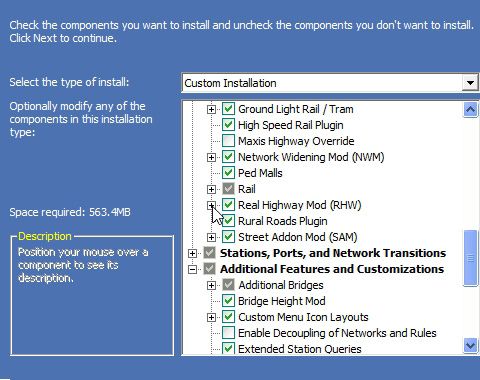 Check the components you want to install and uncheck the components you don't want to install.
Click Next to continue.
Select the type of install:
Custom Installation
Optionally modify any of the
components in this installation
type:
Ground Light Rail / Tram
High Speed Rail Plugin
Maxis Highway Override
Network Widening Mod (NWM)
Ped Malls
Rail
Real Highway Mod (RHW)
Rural Roads Plugin
Street Addon Mod (SAM)
Stations, Ports, and Network Transitions
Additional Features and Customizations
Additional Bridges
Bridge Height Mod
Custom Menu Icon Layouts
Enable Decoupling of Networks and Rules
Extended Station Queries
Space required: 563.4MB
Description
Position your mouse over a
component to see its
description.